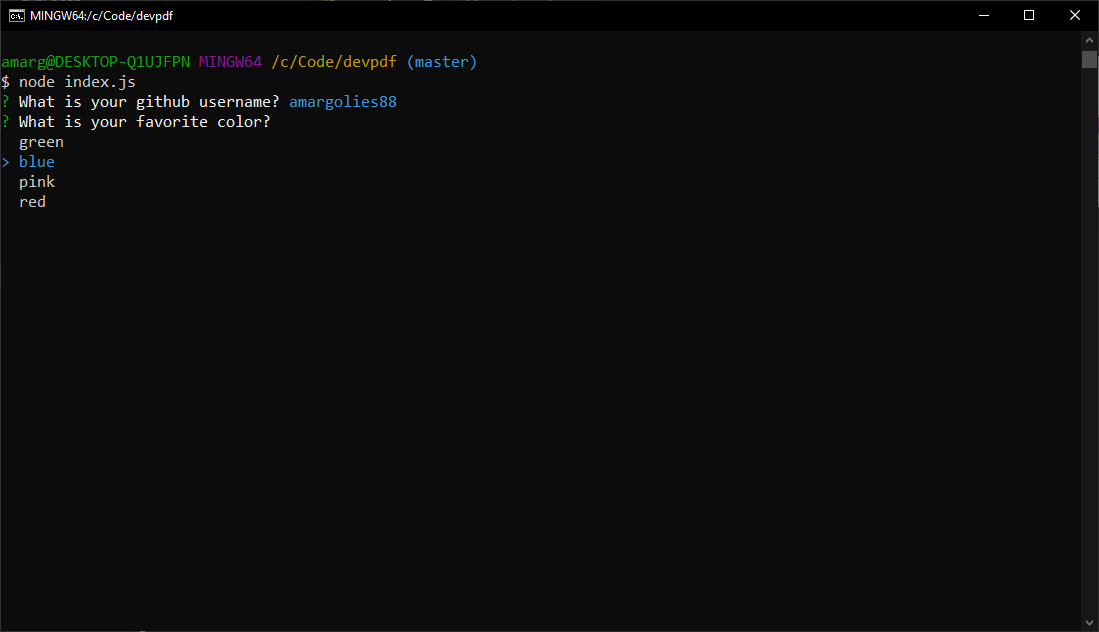 MINGW64:/c/Code/devpdf
amarg@DESKTOP-Q1UJFPN MINGW64 /c/Code/devpdf (master)
$ node index.js
? What is your github username? amargolies88
? What is your favorite color?
green
> blue
pink
red